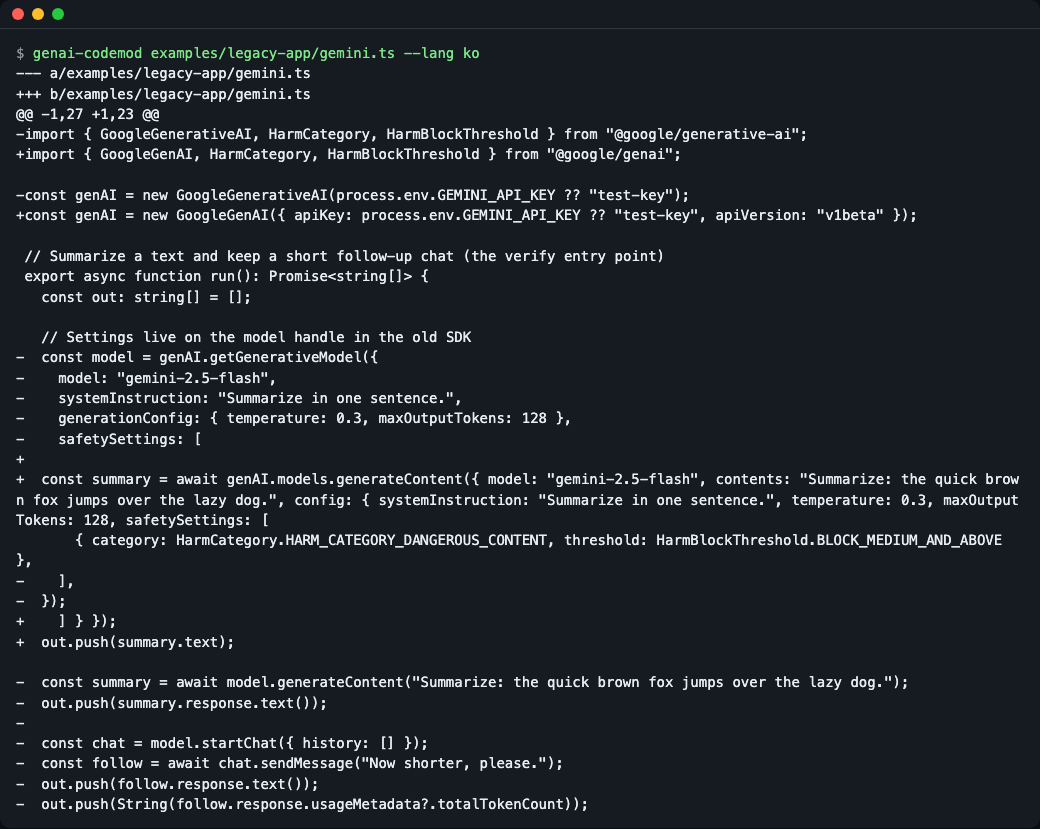 $ genai-codemod examples/legacy-app/gemini.ts --lang ko
--- a/examples/legacy-app/gemini.ts
+++ b/examples/legacy-app/gemini.ts
@@ -1,27 +1,23 @@
-import { GoogleGenerativeAI, HarmCategory, HarmBlockThreshold } from "@google/generative-ai";
+import { GoogleGenAI, HarmCategory, HarmBlockThreshold } from "@google/genai";

-const genAI = new GoogleGenerativeAI(process.env.GEMINI_API_KEY ?? "test-key");
+const genAI = new GoogleGenAI({ apiKey: process.env.GEMINI_API_KEY ?? "test-key", apiVersion: "v1beta" });

 // Summarize a text and keep a short follow-up chat (the verify entry point)
 export async function run(): Promise<string[]> {
   const out: string[] = [];

   // Settings live on the model handle in the old SDK
-  const model = genAI.getGenerativeModel({
-    model: "gemini-2.5-flash",
-    systemInstruction: "Summarize in one sentence.",
-    generationConfig: { temperature: 0.3, maxOutputTokens: 128 },
-    safetySettings: [
+
+  const summary = await genAI.models.generateContent({ model: "gemini-2.5-flash", contents: "Summarize: the quick brow
n fox jumps over the lazy dog.", config: { systemInstruction: "Summarize in one sentence.", temperature: 0.3, maxOutput
Tokens: 128, safetySettings: [
       { category: HarmCategory.HARM_CATEGORY_DANGEROUS_CONTENT, threshold: HarmBlockThreshold.BLOCK_MEDIUM_AND_ABOVE
},
-    ],
-  });
+    ] } });
+  out.push(summary.text);

-  const summary = await model.generateContent("Summarize: the quick brown fox jumps over the lazy dog.");
-  out.push(summary.response.text());
-
-  const chat = model.startChat({ history: [] });
-  const follow = await chat.sendMessage("Now shorter, please.");
-  out.push(follow.response.text());
-  out.push(String(follow.response.usageMetadata?.totalTokenCount));